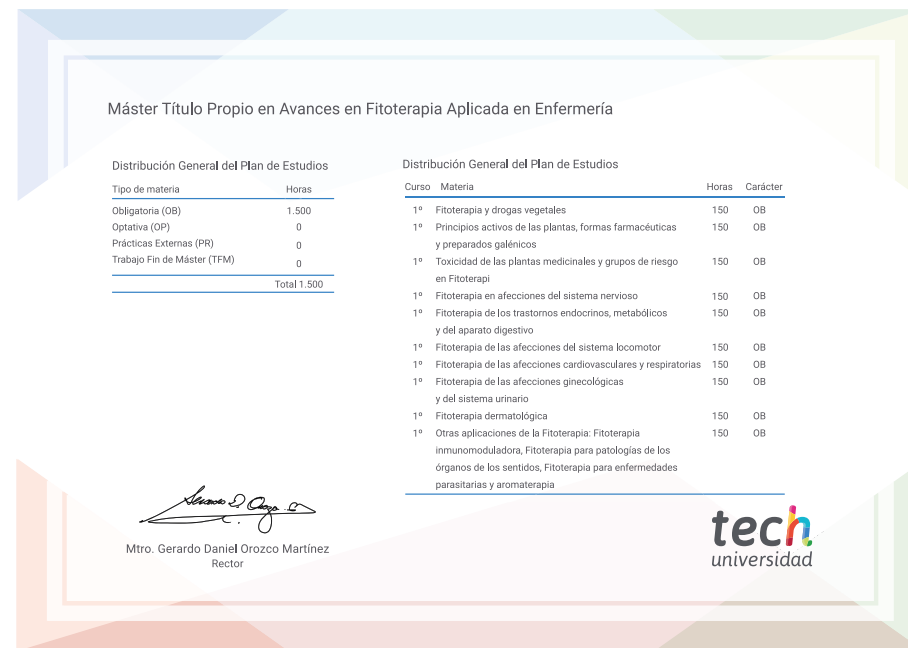 Máster Título Propio en Avances en Fitoterapia Aplicada en Enfermería
Distribución General del Plan de Estudios
Tipo de materia Horas
Obligatoria (OB) 1.500
Optativa (OP) 0
Prácticas Externas (PR) 0
Trabajo Fin de Máster (TFM) 0
Total 1.500
Distribución General del Plan de Estudios
Curso Materia Horas Carácter
1º Fitoterapia y drogas vegetales 150 OB
1º Principios activos de las plantas, formas farmacéuticas 150 OB
y preparados galénicos
1º Toxicidad de las plantas medicinales y grupos de riesgo 150 OB
en Fitoterapi
1º Fitoterapia en afecciones del sistema nervioso 150 OB
1º Fitoterapia de los trastornos endocrinos, metabólicos 150 OB
y del aparato digestivo
1º Fitoterapia de las afecciones del sistema locomotor 150 OB
1º Fitoterapia de las afecciones cardiovasculares y respiratorias 150 OB
1º Fitoterapia de las afecciones ginecológicas 150 OB
y del sistema urinario
1º Fitoterapia dermatológica 150 OB
1º Otras aplicaciones de la Fitoterapia: Fitoterapia 150 OB
inmunomoduladora, Fitoterapia para patologías de los
órganos de los sentidos, Fitoterapia para enfermedades
parasitarias y aromaterapia
Mtro. Gerardo Daniel Orozco Martínez
Rector
tech
universidad